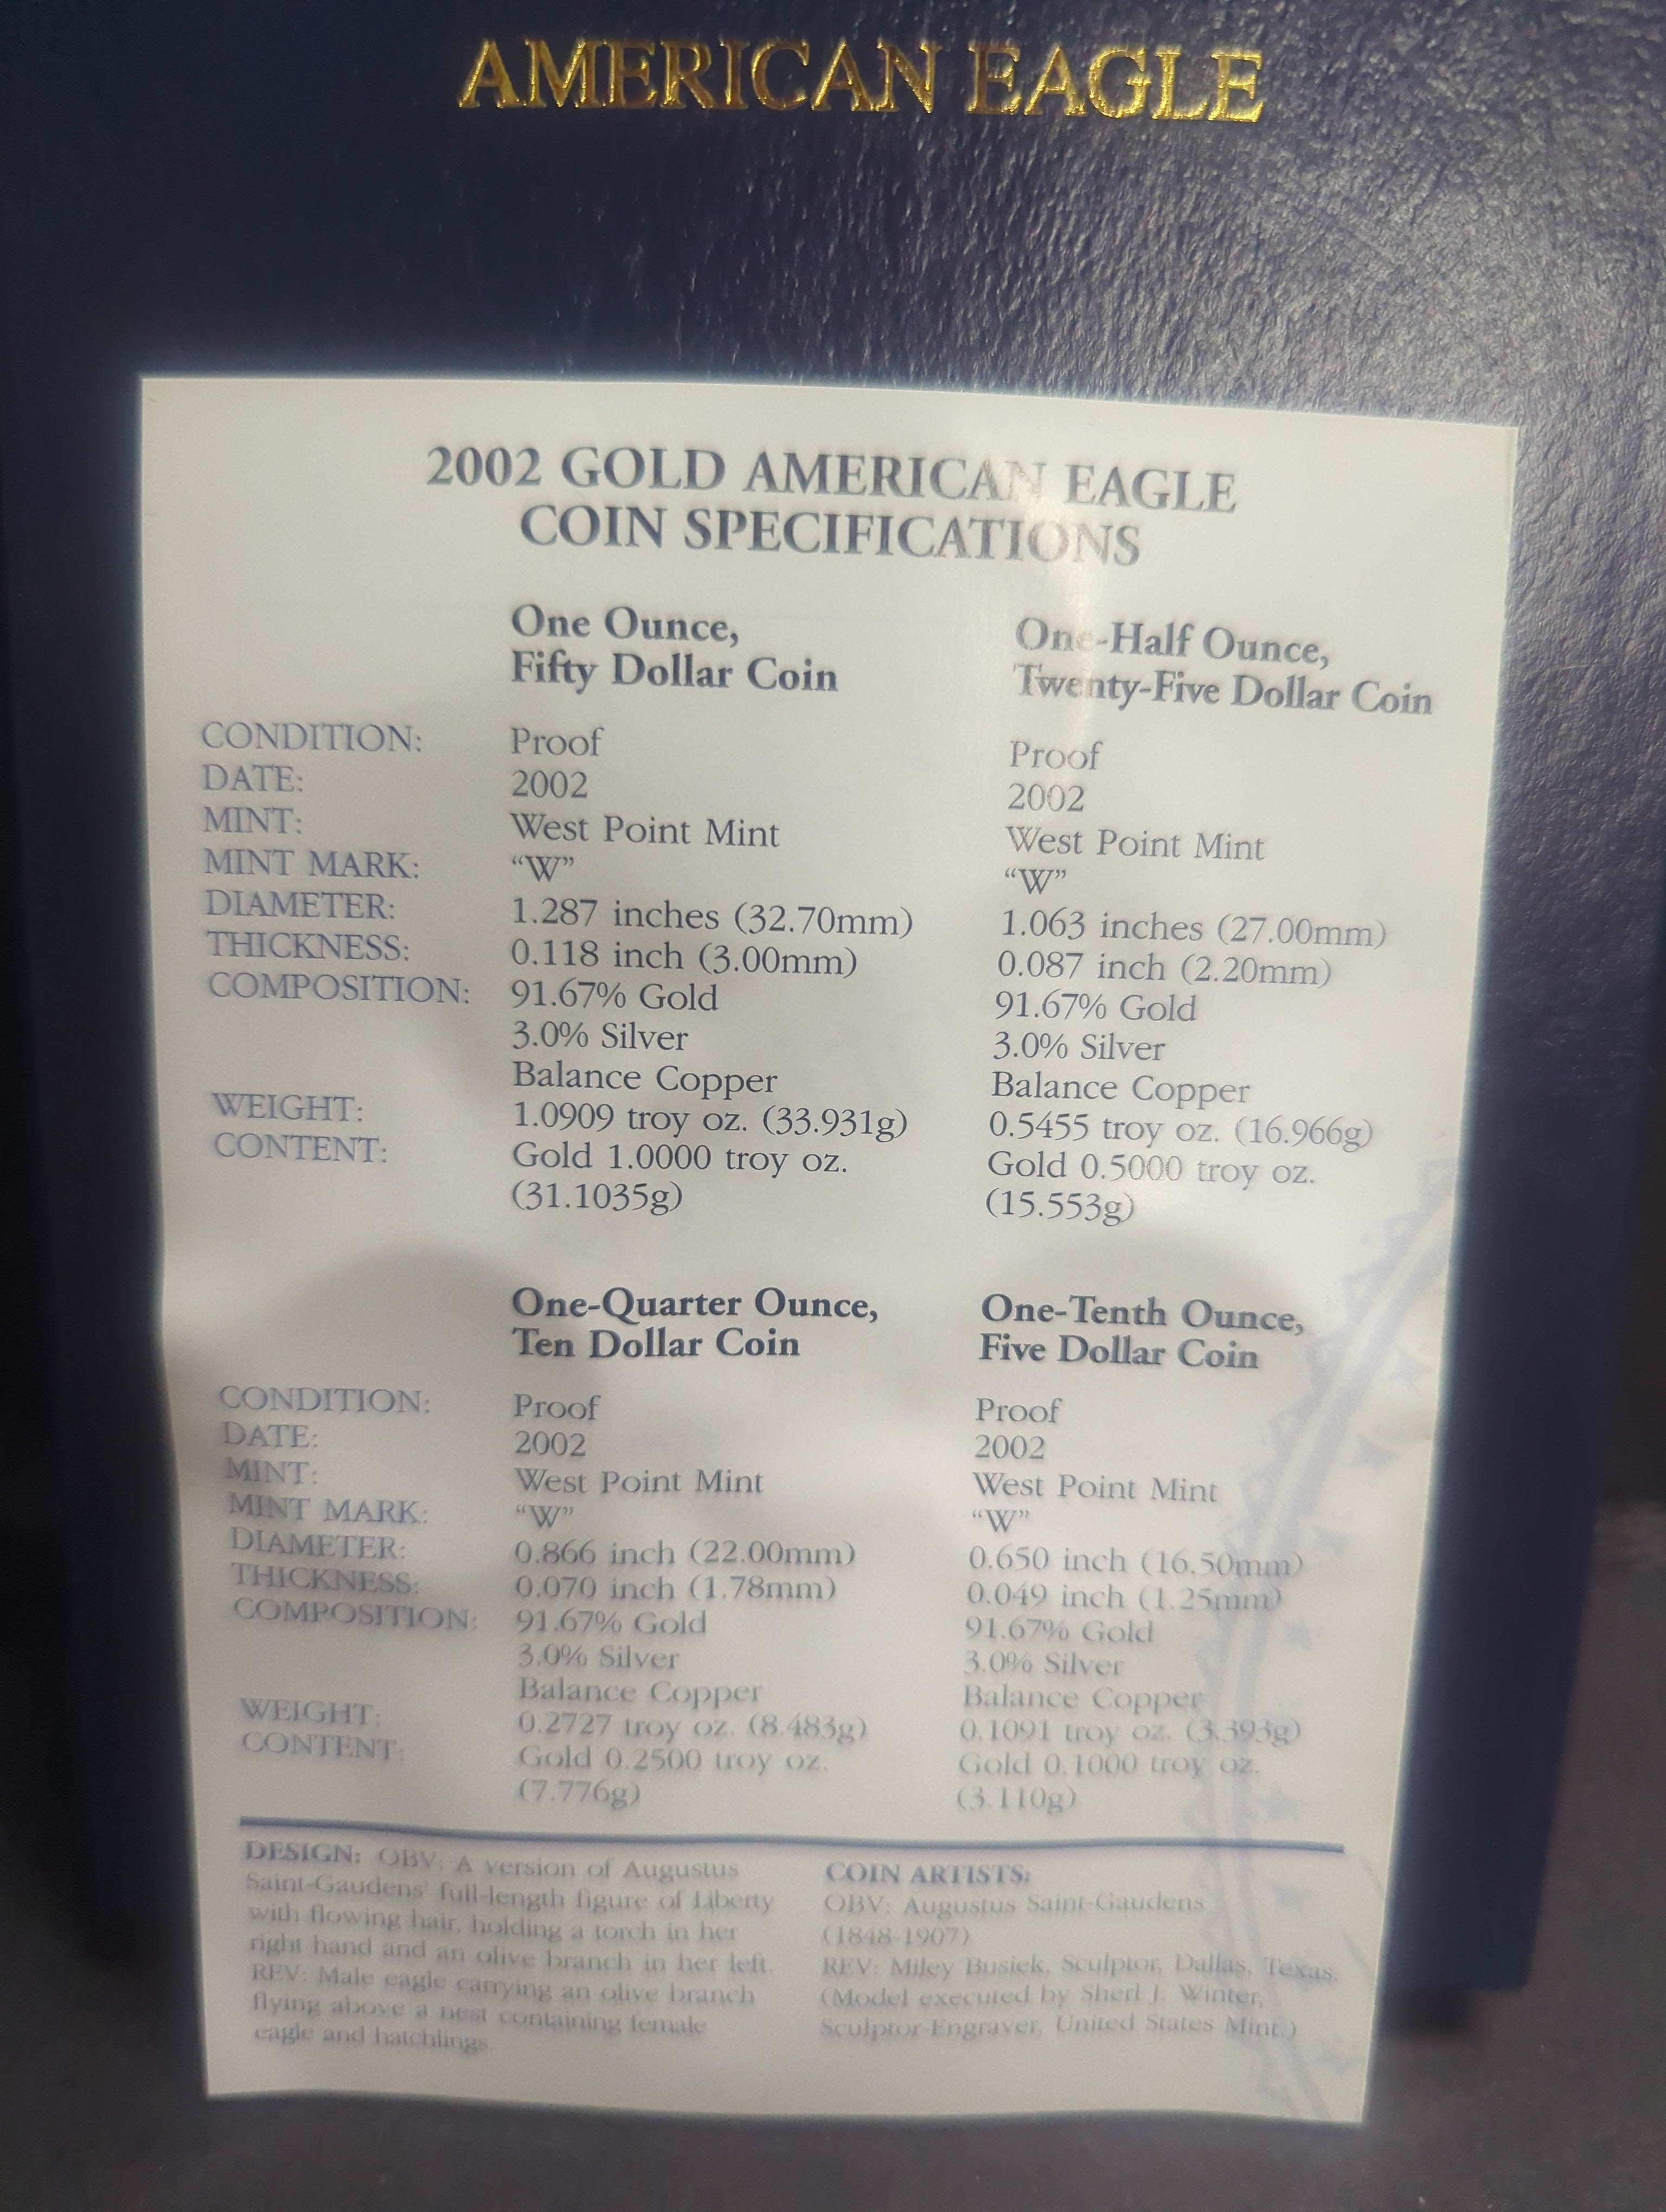 AMERICAN EAGLE
2002 GOLD AMERICAN EAGLE
COIN SPECIFICATIONS
One Ounce,
Fifty Dollar Coin
One-Half Ounce,
Twenty-Five Dollar Coin
CONDITION: Proof Proof
DATE: 2002 2002
MINT: West Point Mint West Point Mint
MINT MARK: “W” “W”
DIAMETER: 1.287 inches (32.70mm) 1.063 inches (27.00mm)
THICKNESS: 0.118 inch (3.00mm) 0.087 inch (2.20mm)
COMPOSITION: 91.67% Gold 91.67% Gold
3.0% Silver 3.0% Silver
Balance Copper Balance Copper
WEIGHT: 1.0909 troy oz. (33.931g) 0.5455 troy oz. (16.966g)
CONTENT: Gold 1.0000 troy oz. Gold 0.5000 troy oz.
(31.1035g) (15.553g)
One-Quarter Ounce,
Ten Dollar Coin
One-Tenth Ounce,
Five Dollar Coin
CONDITION: Proof Proof
DATE: 2002 2002
MINT: West Point Mint West Point Mint
MINT MARK: “W” “W”
DIAMETER: 0.866 inch (22.00mm) 0.650 inch (16.50mm)
THICKNESS: 0.070 inch (1.78mm) 0.049 inch (1.25mm)
COMPOSITION: 91.67% Gold 91.67% Gold
3.0% Silver 3.0% Silver
Balance Copper Balance Copper
WEIGHT: 0.2727 troy oz. (8.483g) 0.1091 troy oz. (3.393g)
CONTENT: Gold 0.2500 troy oz. Gold 0.1000 troy oz.
(7.776g) (3.110g)
DESIGN: OBV: A version of Augustus
Saint-Gaudens' full-length figure of Liberty
with flowing hair, holding a torch in her
right hand and an olive branch in her left.
REV: Male eagle carrying an olive branch
flying above a nest containing female
eagle and hatchlings.
COIN ARTISTS:
OBV: Augustus Saint-Gaudens
(1848-1907)
REV: Miley Busiek, Sculptor, Dallas, Texas.
(Model executed by Sherl J. Winter,
Sculptor-Engraver, United States Mint.)